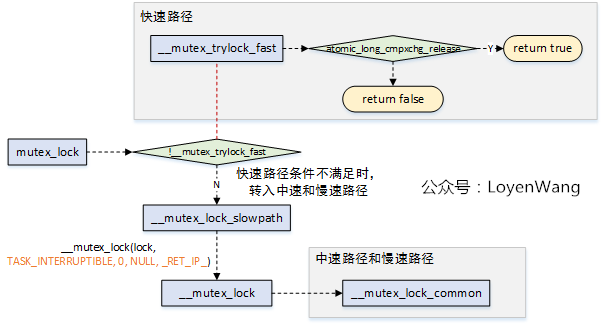 快速路径
__mutex_trylock_fast
atomic_long_cmpxchg_release
Y
return true
return false
mutex_lock
!__mutex_trylock_fast
快速路径条件不满足时，
转入中速和慢速路径
N
公众号：LoyenWang
__mutex_lock_slowpath
__mutex_lock(lock,
TASK_INTERRUPTIBLE, 0, NULL, _RET_IP_)
中速路径和慢速路径
__mutex_lock
__mutex_lock_common